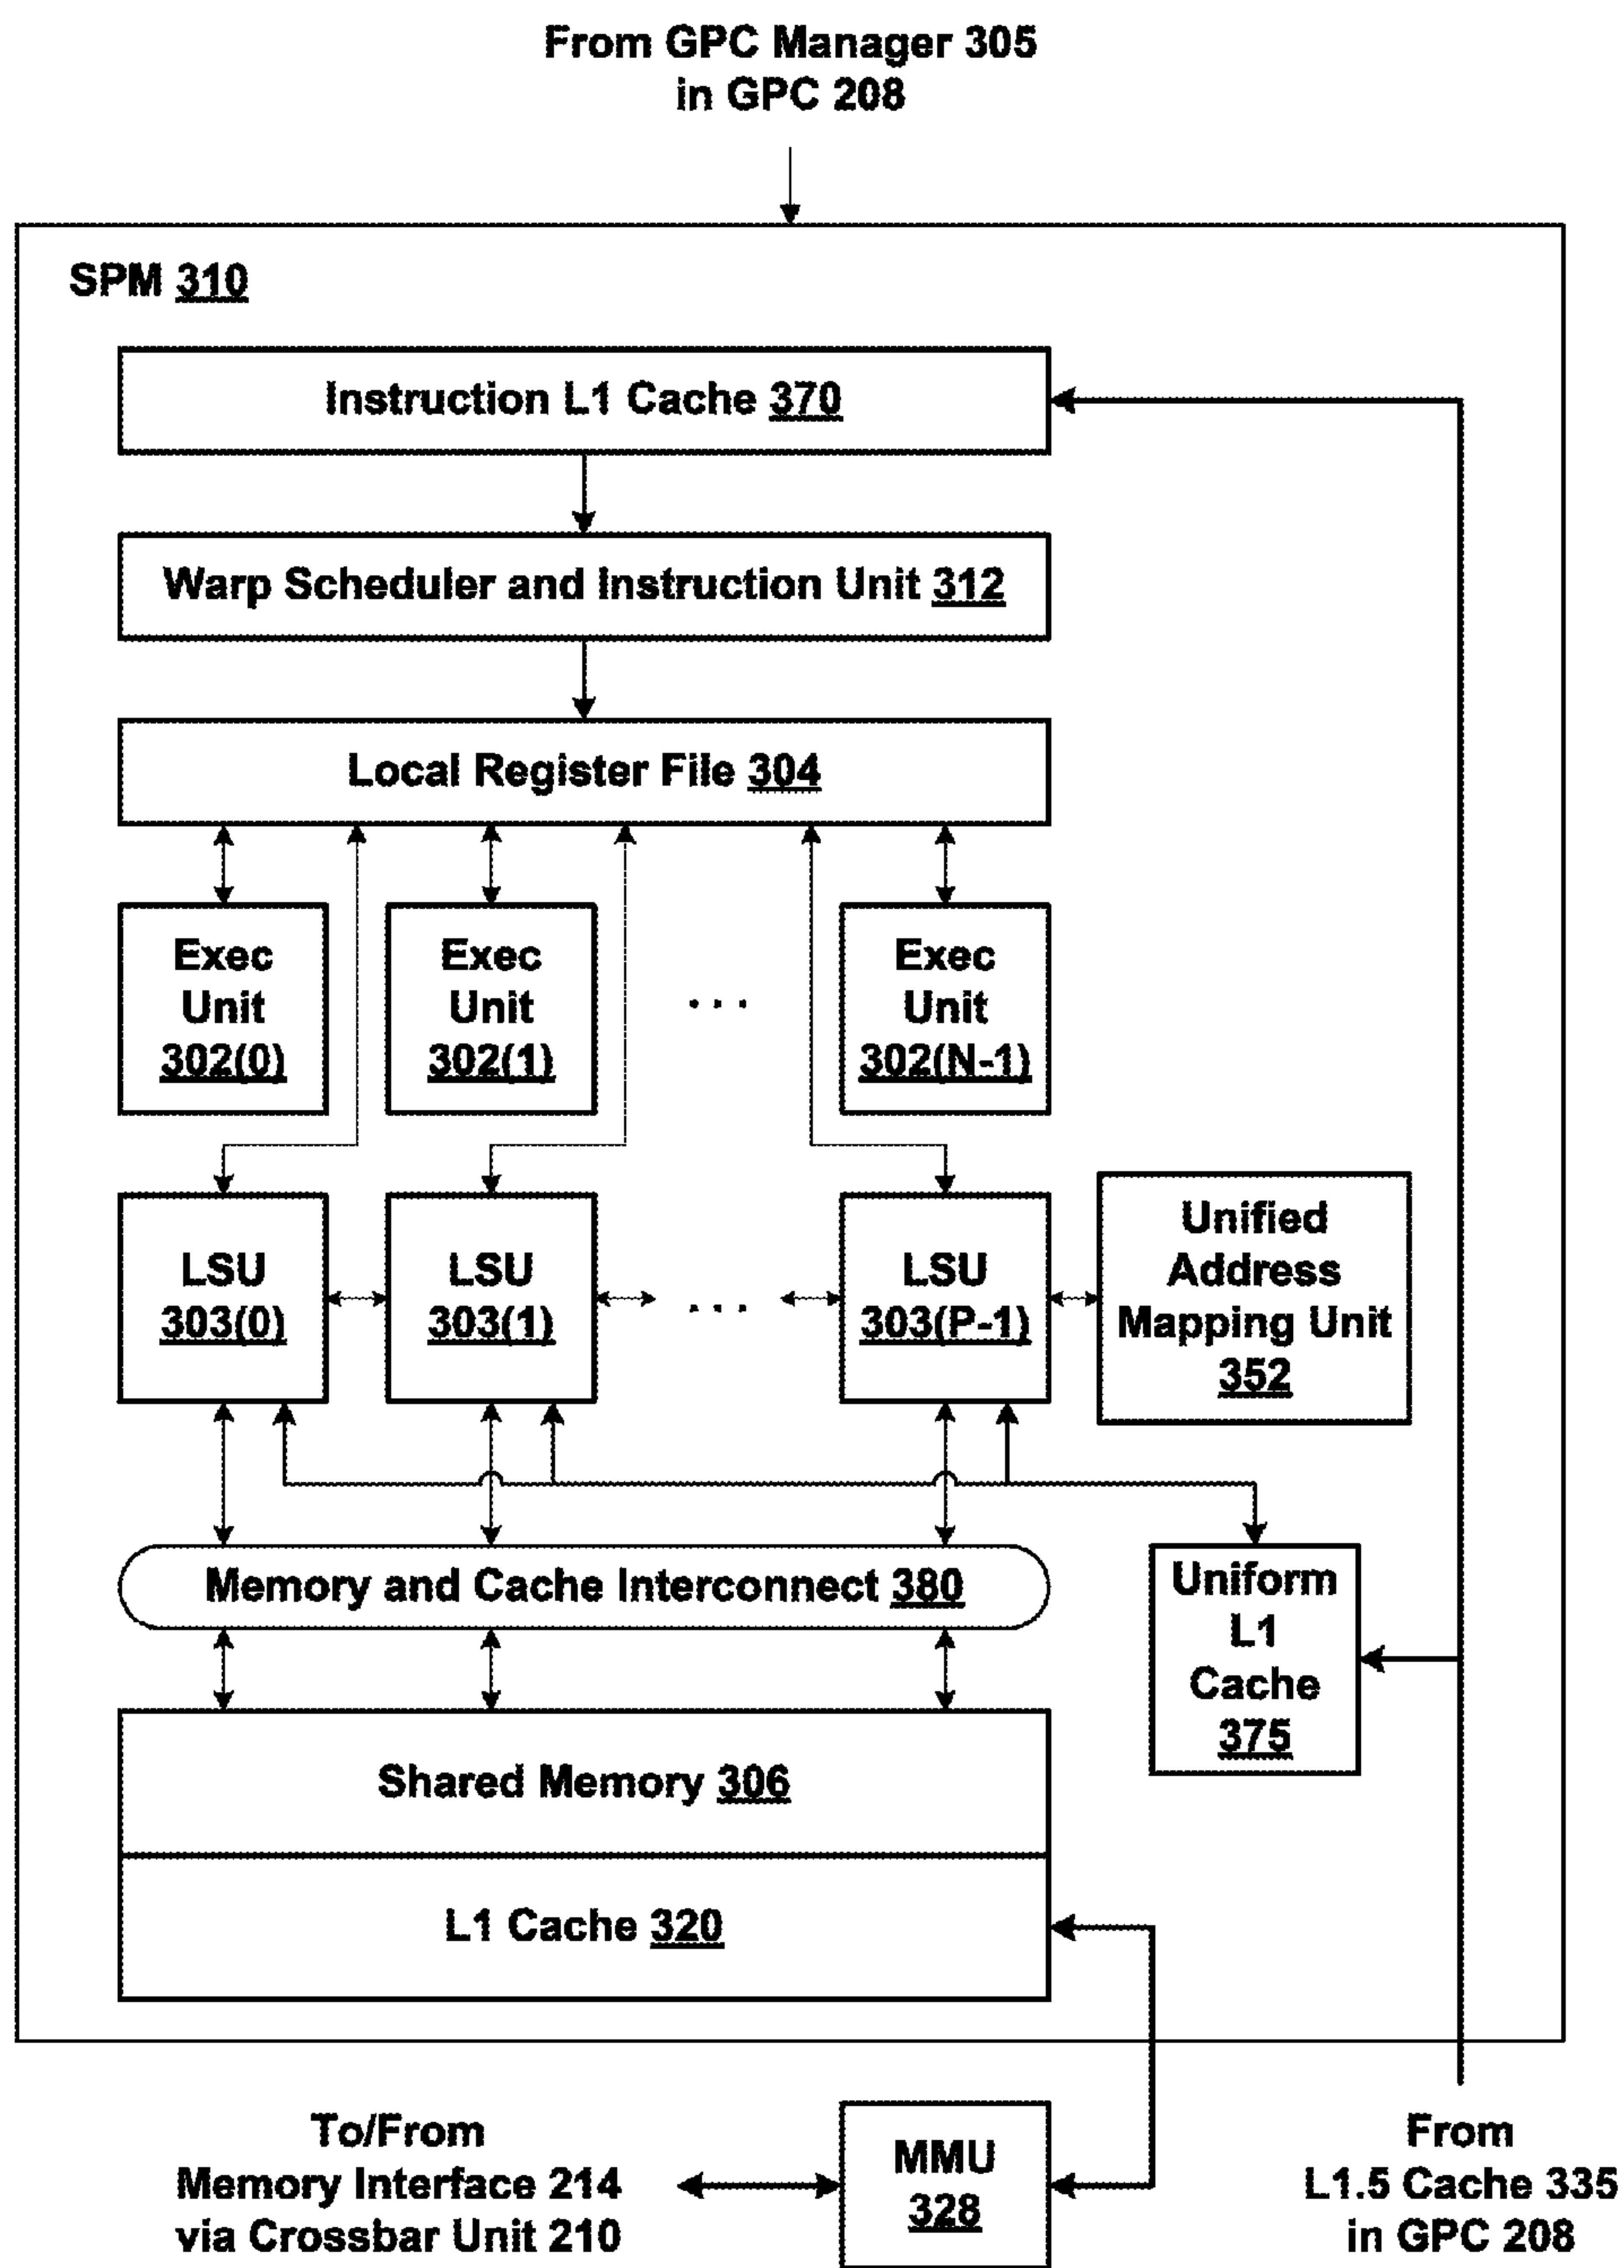 From GPC Manager 305
in GPC 208
SPM 310
Instruction L1 Cache 370
Warp Scheduler and Instruction Unit 312
Local Register File 304
Exec
Unit
302(0)
Exec
Unit
302(1)
. . .
Exec
Unit
302(N-1)
LSU
303(0)
LSU
303(1)
. . .
LSU
303(P-1)
Unified
Address
Mapping Unit
352
Memory and Cache Interconnect 380
Uniform
L1
Cache
375
Shared Memory 306
L1 Cache 320
To/From
Memory Interface 214
via Crossbar Unit 210
MMU
328
From
L1.5 Cache 335
in GPC 208